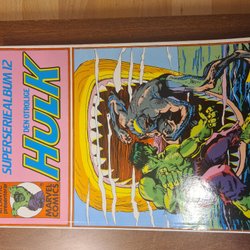 SUPERSERIEALBUM 12
DEN OTROLIGE
HULK
MARVEL
COMICS